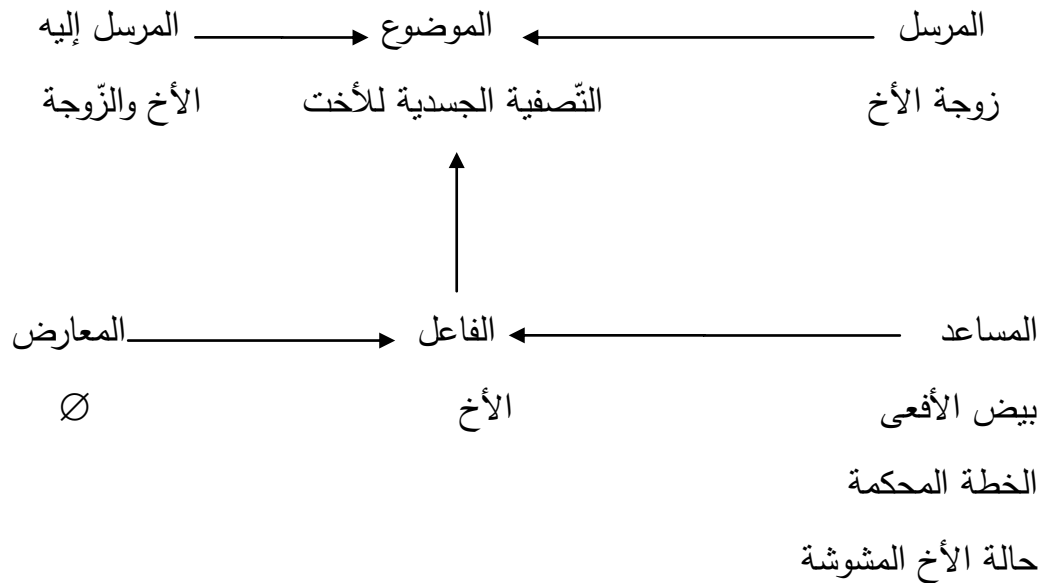 المرسل الموضوع المرسل إليه
زوجة الأخ التّصفية الجسدية للأخت الأخ والزّوجة
المساعد الفاعل المعارض
بيض الأفعى الأخ ∅
الخطة المحكمة
حالة الأخ المشوشة